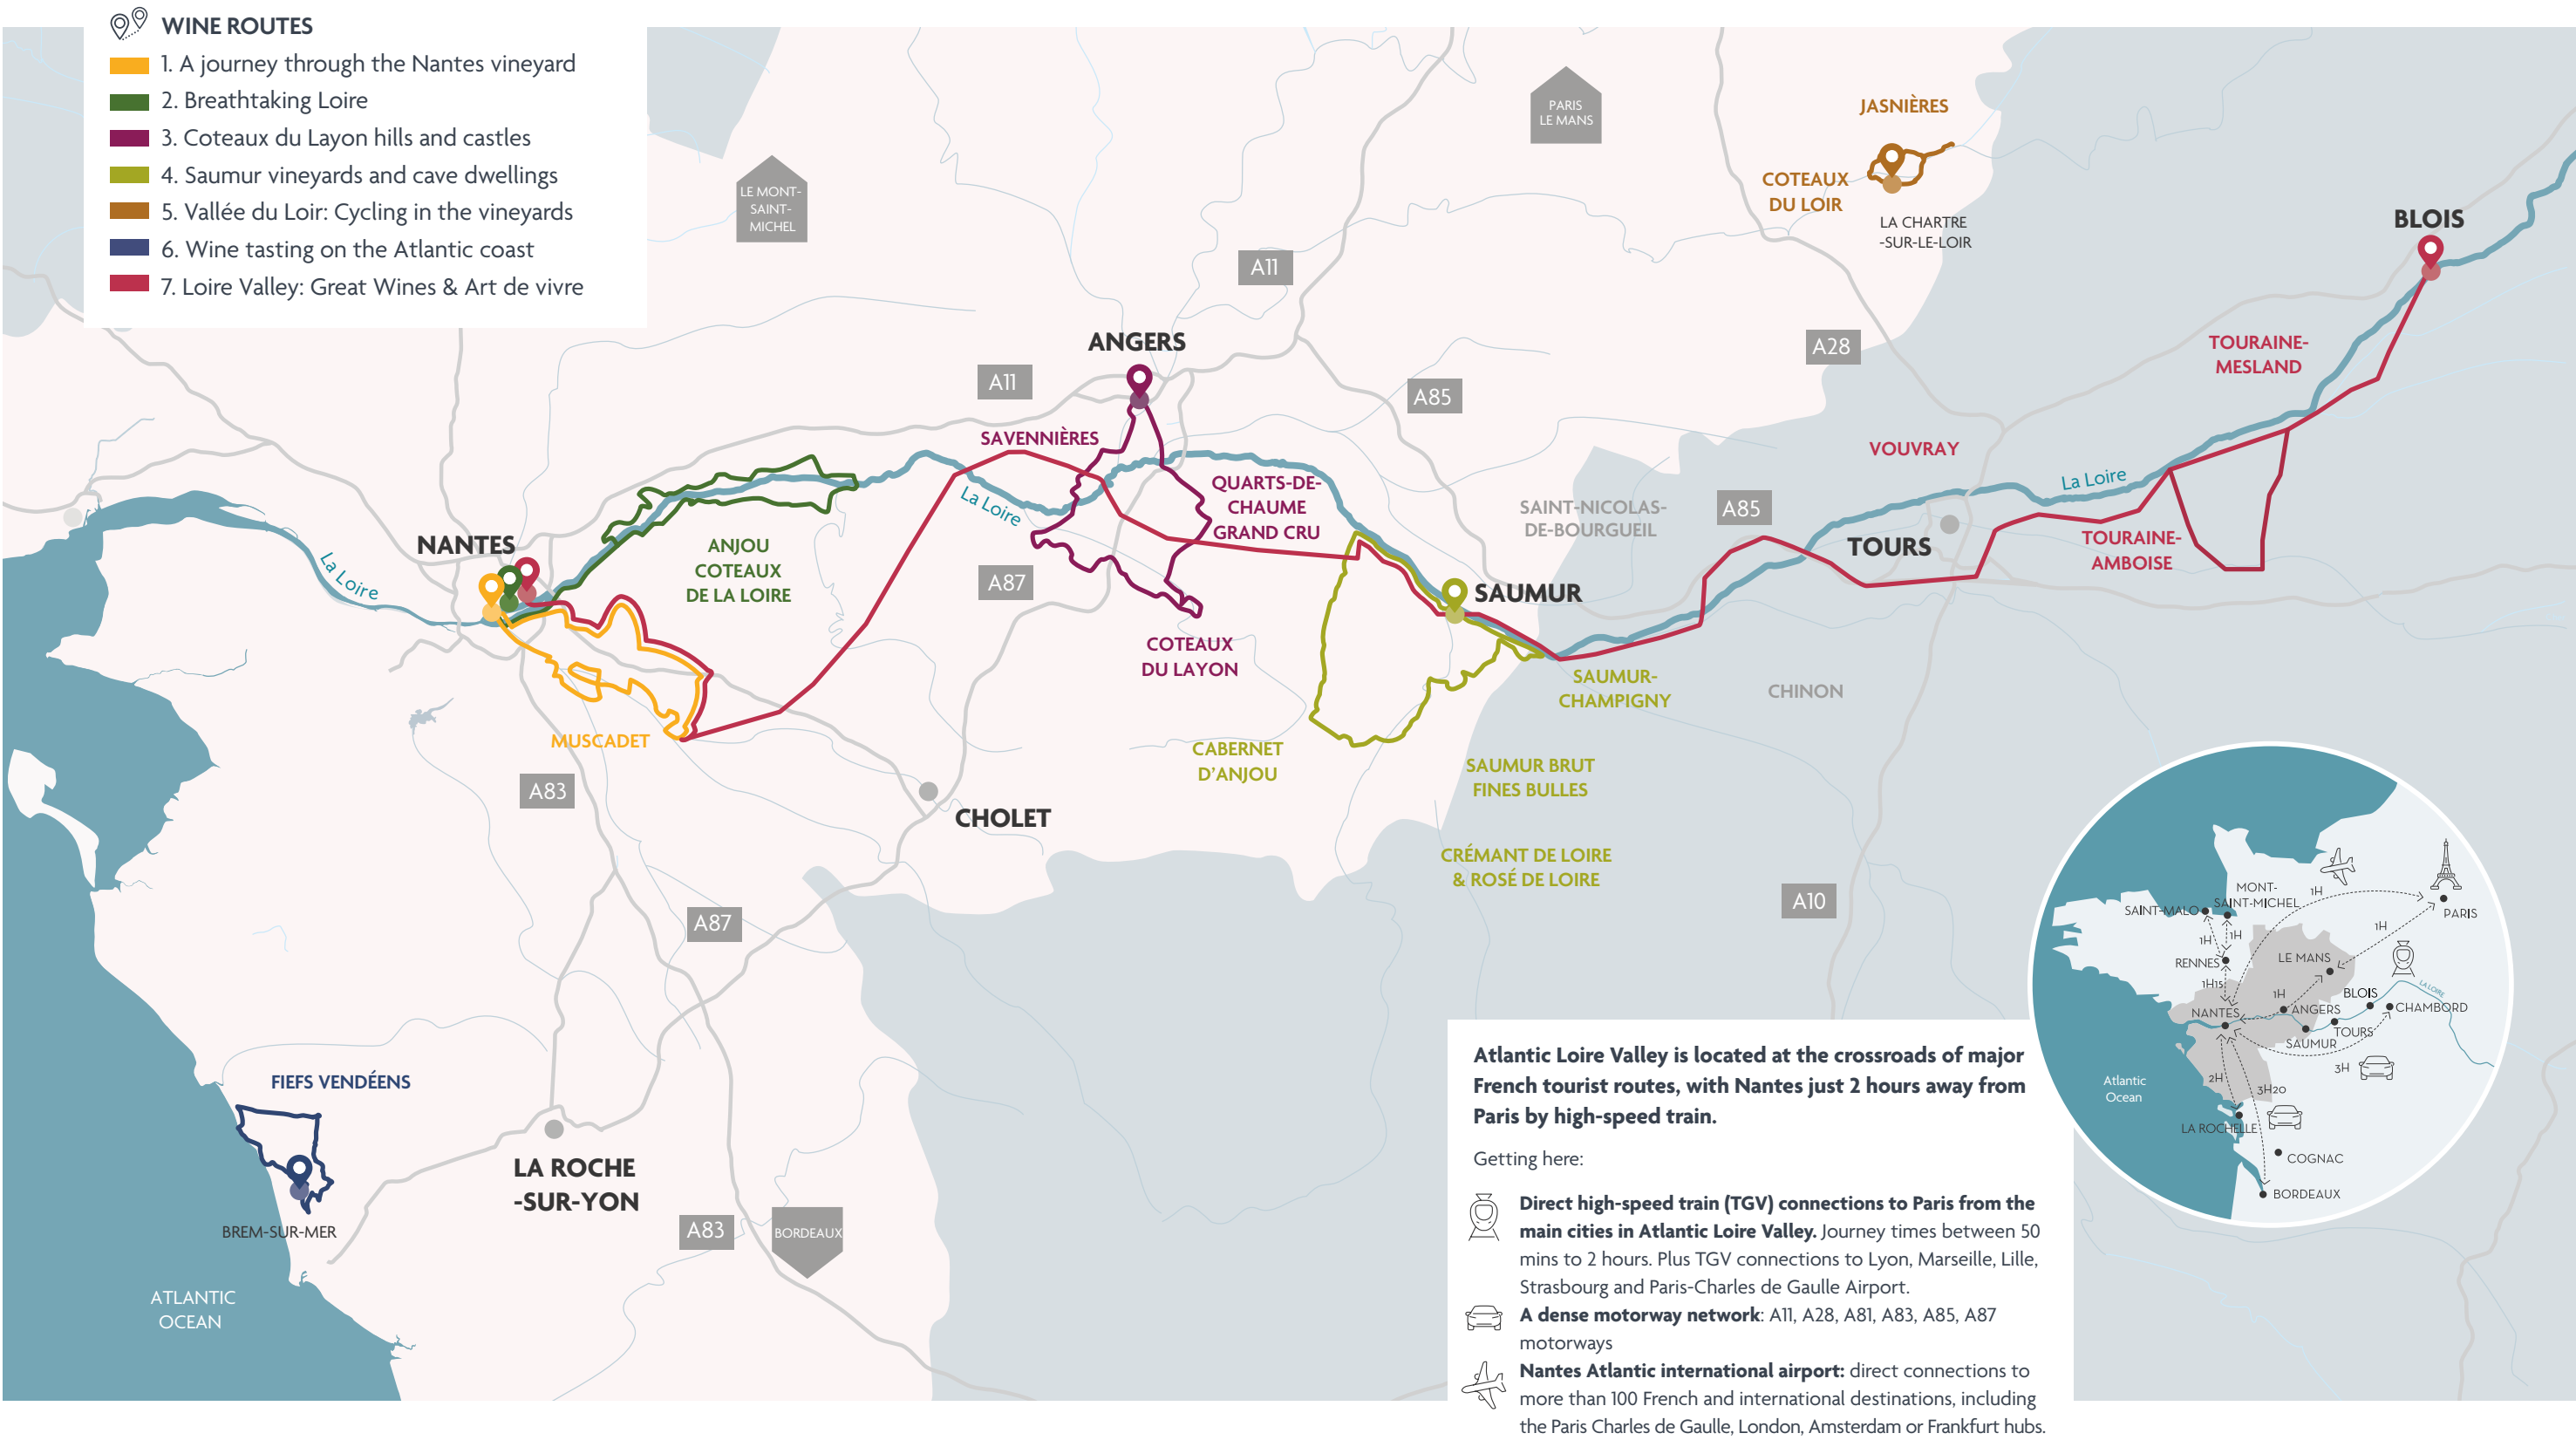 WINE ROUTES
1. A journey through the Nantes vineyard
2. Breathtaking Loire
3. Coteaux du Layon hills and castles
4. Saumur vineyards and cave dwellings
5. Vallée du Loir: Cycling in the vineyards
6. Wine tasting on the Atlantic coast
7. Loire Valley: Great Wines & Art de vivre
LE MONT-
SAINT-
MICHEL
PARIS
LE MANS
JASNIÈRES
COTEAUX
DU LOIR
LA CHARTRE
-SUR-LE-LOIR
BLOIS
A11
ANGERS
A11
A28
A85
TOURAINE-
MESLAND
SAVENNIÈRES
VOUVRAY
La Loire
La Loire
QUARTS-DE-
CHAUME
GRAND CRU
SAINT-NICOLAS-
DE-BOURGUEIL
A85
TOURS
TOURAINE-
AMBOISE
NANTES
La Loire
ANJOU
COTEAUX
DE LA LOIRE
A87
SAUMUR
COTEAUX
DU LAYON
SAUMUR-
CHAMPIGNY
CHINON
MUSCADET
CABERNET
D'ANJOU
SAUMUR BRUT
FINES BULLES
A83
CHOLET
CRÉMANT DE LOIRE
& ROSÉ DE LOIRE
A87
A10
FIEFS VENDÉENS
BREM-SUR-MER
LA ROCHE
-SUR-YON
A83
BORDEAUX
ATLANTIC
OCEAN
1H
MONT-
SAINT-MICHEL
SAINT-MALO
PARIS
1H
1H
1H
RENNES
LE MANS
1H15
1H
BLOIS
LA LOIRE
NANTES
ANGERS
CHAMBORD
TOURS
SAUMUR
3H
Atlantic
Ocean
2H
3H20
LA ROCHELLE
COGNAC
BORDEAUX
Atlantic Loire Valley is located at the crossroads of major
French tourist routes, with Nantes just 2 hours away from
Paris by high-speed train.
Getting here:
Direct high-speed train (TGV) connections to Paris from the
main cities in Atlantic Loire Valley. Journey times between 50
mins to 2 hours. Plus TGV connections to Lyon, Marseille, Lille,
Strasbourg and Paris-Charles de Gaulle Airport.
A dense motorway network: A11, A28, A81, A83, A85, A87
motorways
Nantes Atlantic international airport: direct connections to
more than 100 French and international destinations, including
the Paris Charles de Gaulle, London, Amsterdam or Frankfurt hubs.